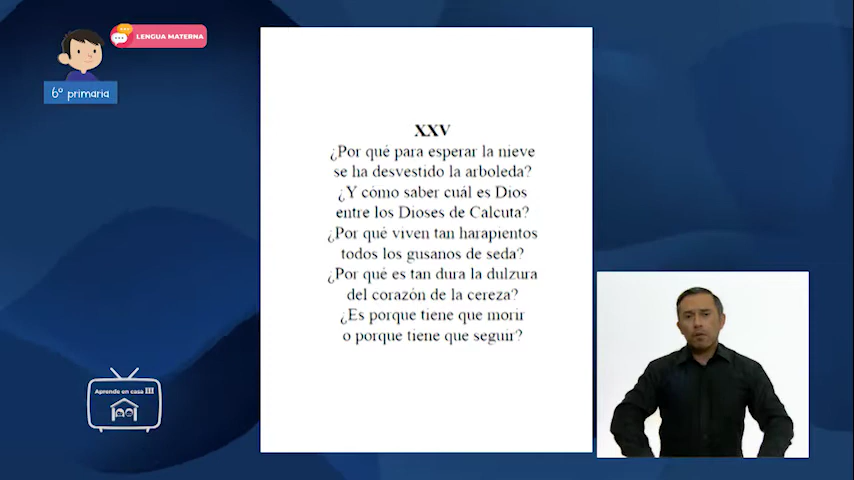 LENGUA MATERNA
6° primaria
XXV
¿Por qué para esperar la nieve
se ha desvestido la arboleda?
¿Y cómo saber cuál es Dios
entre los Dioses de Calcuta?
¿Por qué viven tan harapientos
todos los gusanos de seda?
¿Por qué es tan dura la dulzura
del corazón de la cereza?
¿Es porque tiene que morir
o porque tiene que seguir?
Aprende en casa III